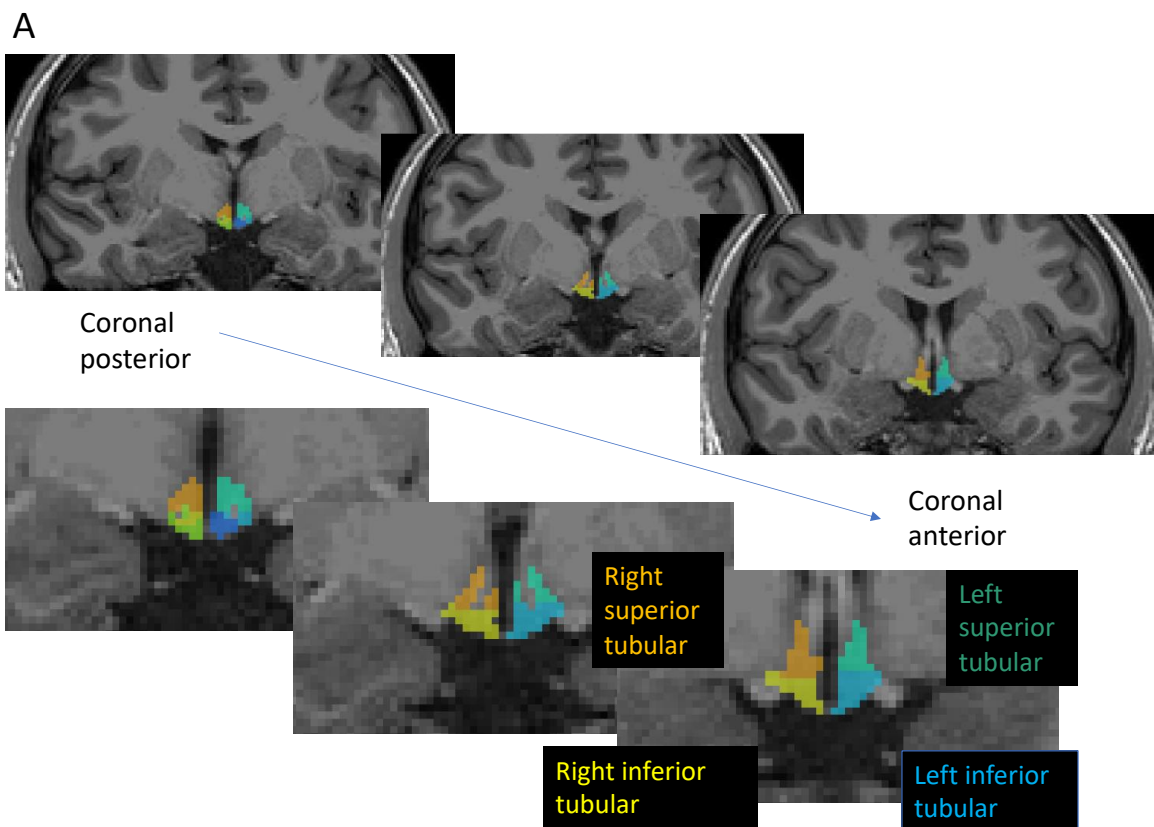 A
Coronal
posterior
Coronal
anterior
Right
superior
tubular
Left
superior
tubular
Right inferior
tubular
Left inferior
tubular